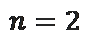 n = 2